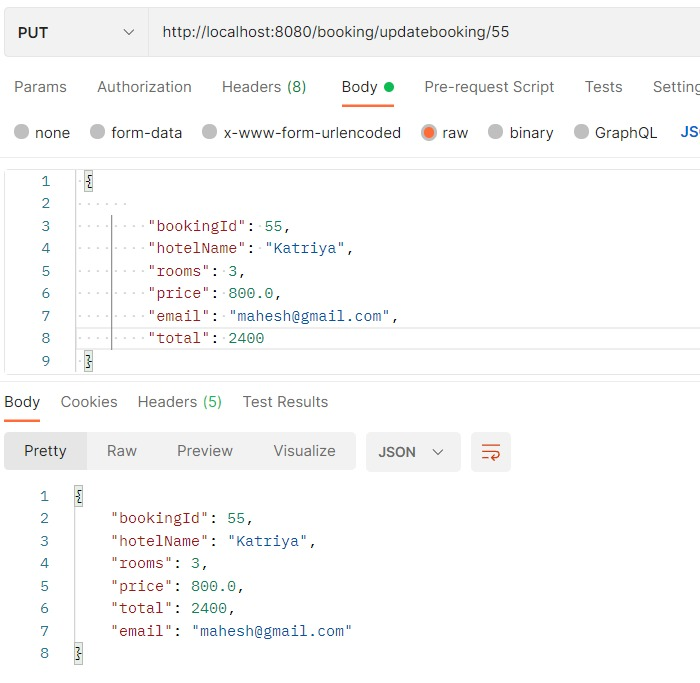 PUT http://localhost:8080/booking/updatebooking/55
Params Authorization Headers (8) Body Pre-request Script Tests Setting
none form-data x-www-form-urlencoded raw binary GraphQL JS
1 {
2
3 "bookingId": 55,
4 "hotelName": "Katriya",
5 "rooms": 3,
6 "price": 800.0,
7 "email": "mahesh@gmail.com",
8 "total": 2400
9 }
Body Cookies Headers (5) Test Results
Pretty Raw Preview Visualize JSON
1 {
2 "bookingId": 55,
3 "hotelName": "Katriya",
4 "rooms": 3,
5 "price": 800.0,
6 "total": 2400,
7 "email": "mahesh@gmail.com"
8 }